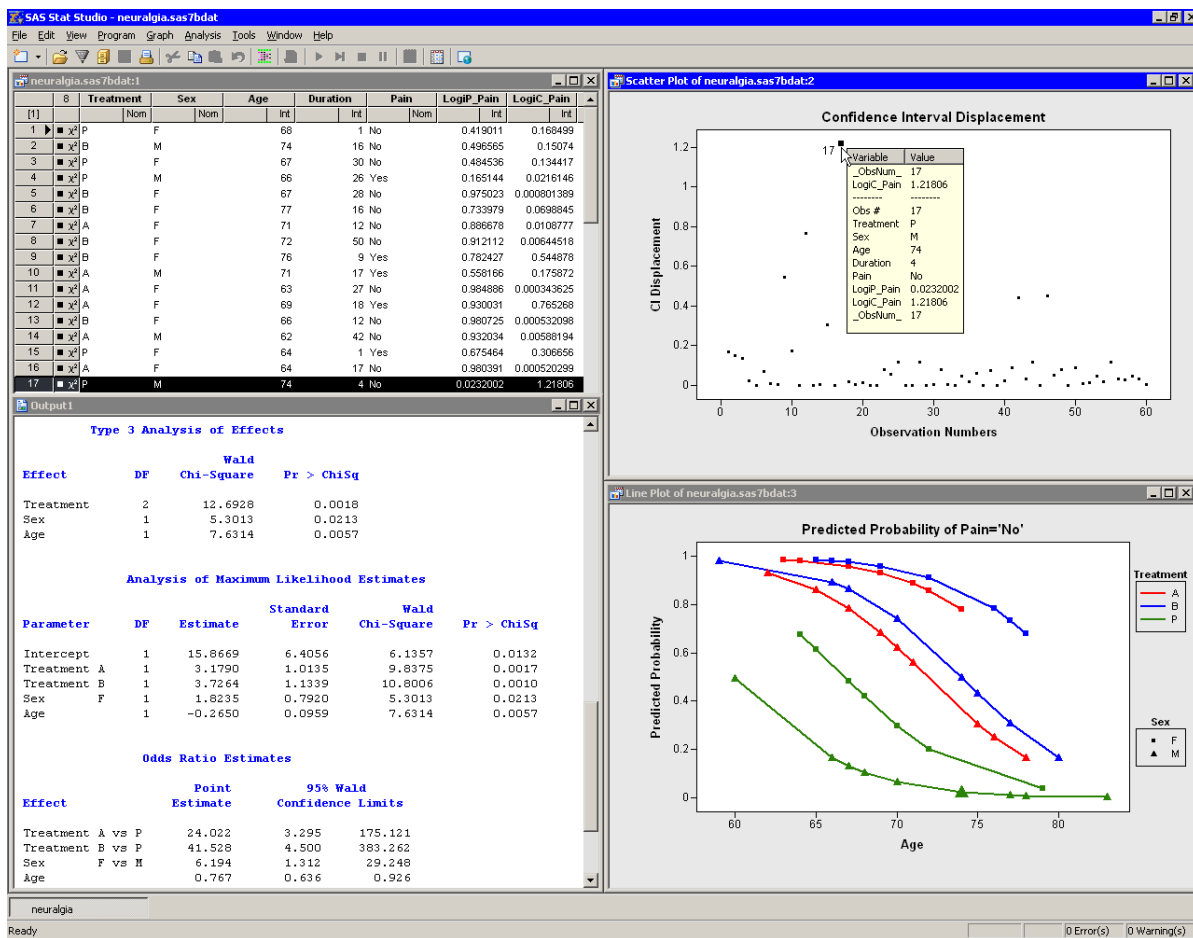 SAS Stat Studio - neuralgia.sas7bdat
File Edit View Program Graph Analysis Tools Window Help
neuralgia.sas7bdat:1
8 Treatment Sex Age Duration Pain LogiP_Pain LogiC_Pain
[1] Nom Nom Int Int Nom Int Int
1 χ² P F 68 1 No 0.419011 0.168499
2 χ² B M 74 16 No 0.496565 0.15074
3 χ² P F 67 30 No 0.484536 0.134417
4 χ² P M 66 26 Yes 0.165144 0.0216146
5 χ² B F 67 28 No 0.975023 0.000801389
6 χ² B F 77 16 No 0.733979 0.0698845
7 χ² A F 71 12 No 0.886678 0.0108777
8 χ² B F 72 50 No 0.912112 0.00644518
9 χ² B F 76 9 Yes 0.782427 0.544878
10 χ² A M 71 17 Yes 0.558166 0.175872
11 χ² A F 63 27 No 0.984886 0.000343625
12 χ² A F 69 18 Yes 0.930031 0.765268
13 χ² B F 66 12 No 0.980725 0.000532098
14 χ² A M 62 42 No 0.932034 0.00588194
15 χ² P F 64 1 Yes 0.675464 0.306656
16 χ² A F 64 17 No 0.980391 0.000520299
17 χ² P M 74 4 No 0.0232002 1.21806
Output1
Type 3 Analysis of Effects
Wald
Effect DF Chi-Square Pr > ChiSq
Treatment 2 12.6928 0.0018
Sex 1 5.3013 0.0213
Age 1 7.6314 0.0057
Analysis of Maximum Likelihood Estimates
Standard Wald
Parameter DF Estimate Error Chi-Square Pr > ChiSq
Intercept 1 15.8669 6.4056 6.1357 0.0132
Treatment A 1 3.1790 1.0135 9.8375 0.0017
Treatment B 1 3.7264 1.1339 10.8006 0.0010
Sex F 1 1.8235 0.7920 5.3013 0.0213
Age 1 -0.2650 0.0959 7.6314 0.0057
Odds Ratio Estimates
Point 95% Wald
Effect Estimate Confidence Limits
Treatment A vs P 24.022 3.295 175.121
Treatment B vs P 41.528 4.500 383.262
Sex F vs M 6.194 1.312 29.248
Age 0.767 0.636 0.926
Scatter Plot of neuralgia.sas7bdat:2
Confidence Interval Displacement
CI Displacement
1.2
1
0.8
0.6
0.4
0.2
0
17
Variable Value
_ObsNum_ 17
LogiC_Pain 1.21806
-------- --------
Obs # 17
Treatment P
Sex M
Age 74
Duration 4
Pain No
LogiP_Pain 0.0232002
LogiC_Pain 1.21806
_ObsNum_ 17
0 10 20 30 40 50 60
Observation Numbers
Line Plot of neuralgia.sas7bdat:3
Predicted Probability of Pain='No'
Predicted Probability
1
0.8
0.6
0.4
0.2
0
60 65 70 75 80
Age
Treatment
A
B
P
Sex
F
M
neuralgia
Ready
0 Error(s) 0 Warning(s)